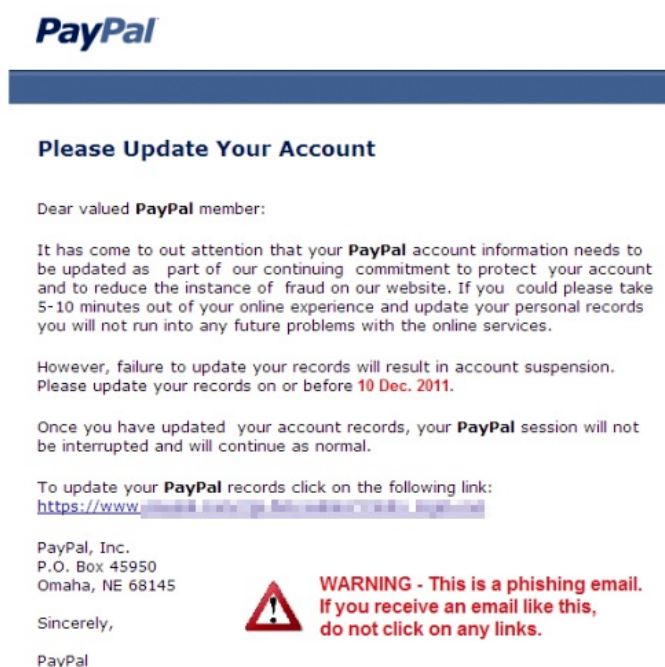 PayPal
Please Update Your Account
Dear valued PayPal member:
It has come to out attention that your PayPal account information needs to
be updated as part of our continuing commitment to protect your account
and to reduce the instance of fraud on our website. If you could please take
5-10 minutes out of your online experience and update your personal records
you will not run into any future problems with the online services.
However, failure to update your records will result in account suspension.
Please update your records on or before 10 Dec. 2011.
Once you have updated your account records, your PayPal session will not
be interrupted and will continue as normal.
To update your PayPal records click on the following link:
https://www.
PayPal, Inc.
P.O. Box 45950
Omaha, NE 68145
Sincerely,
PayPal
WARNING - This is a phishing email.
If you receive an email like this,
do not click on any links.